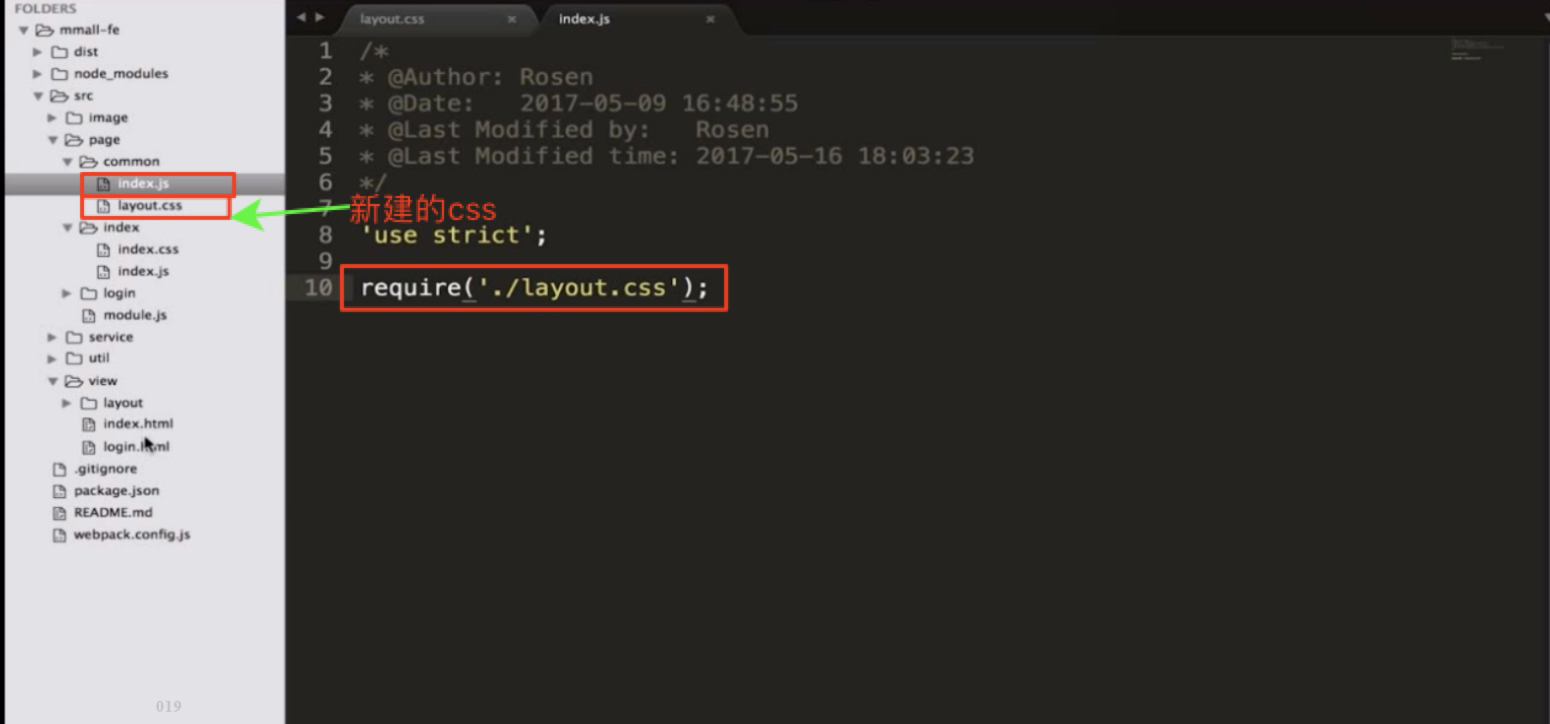 FOLDERS
mmall-fe
dist
node_modules
src
image
page
common
index.js
layout.css
index
index.css
index.js
login
module.js
service
util
view
layout
index.html
login.html
.gitignore
package.json
README.md
webpack.config.js
019
layout.css × index.js ×
1 /*
2 * @Author: Rosen
3 * @Date:   2017-05-09 16:48:55
4 * @Last Modified by:   Rosen
5 * @Last Modified time: 2017-05-16 18:03:23
6 */
7
新建的css
8 'use strict';
9
10 require('./layout.css');